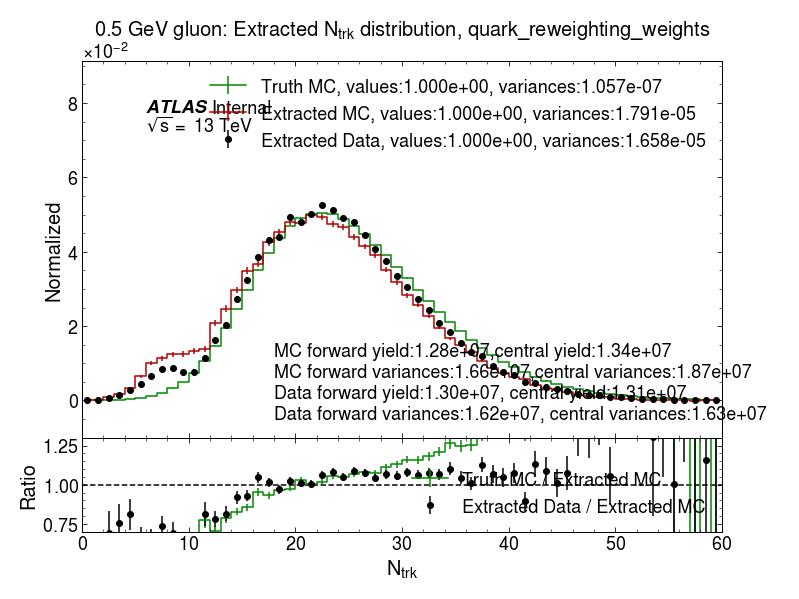 0.5 GeV gluon: Extracted Ntrk distribution, quark_reweighting_weights
×10−2
Truth MC, values:1.000e+00, variances:1.057e-07
ATLAS Internal
Extracted MC, values:1.000e+00, variances:1.791e-05
√s = 13 TeV
Extracted Data, values:1.000e+00, variances:1.658e-05
8
6
4
2
0
Normalized
MC forward yield:1.28e+07,central yield:1.34e+07
MC forward variances:1.66e+07,central variances:1.87e+07
Data forward yield:1.30e+07, central yield:1.31e+07
Data forward variances:1.62e+07, central variances:1.63e+07
1.25
1.00
0.75
Ratio
Truth MC / Extracted MC
Extracted Data / Extracted MC
0 10 20 30 40 50 60
Ntrk